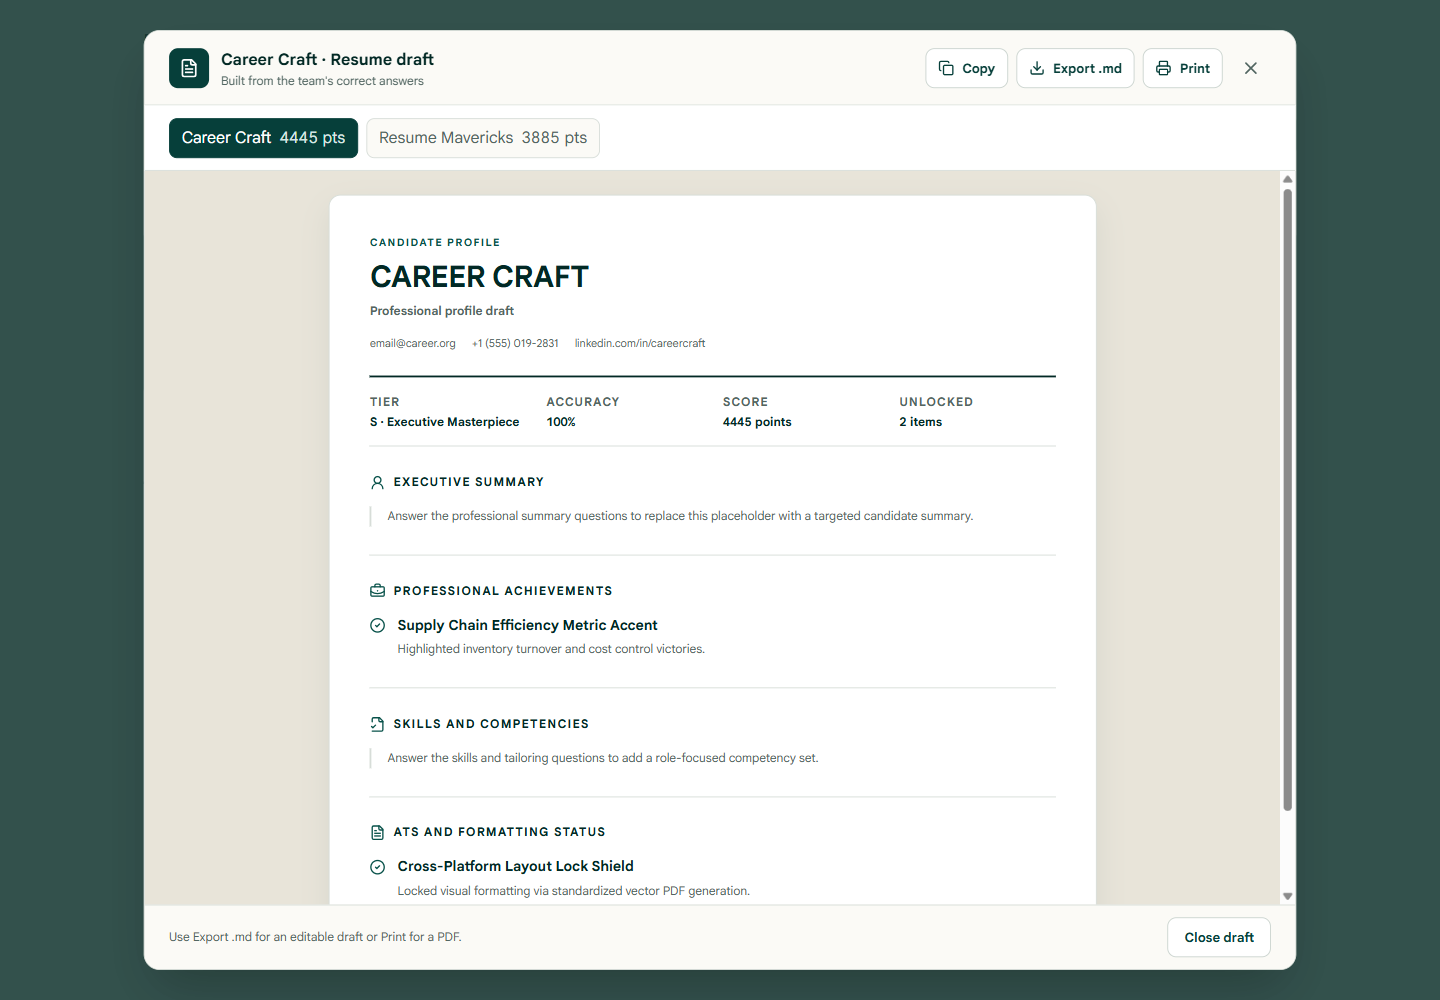 Career Craft · Resume draft
Built from the team's correct answers
Copy
Export .md
Print
Career Craft 4445 pts
Resume Mavericks 3885 pts
CANDIDATE PROFILE
CAREER CRAFT
Professional profile draft
email@career.org +1 (555) 019-2831 linkedin.com/in/careercraft
TIER ACCURACY SCORE UNLOCKED
S · Executive Masterpiece 100% 4445 points 2 items
EXECUTIVE SUMMARY
Answer the professional summary questions to replace this placeholder with a targeted candidate summary.
PROFESSIONAL ACHIEVEMENTS
Supply Chain Efficiency Metric Accent
Highlighted inventory turnover and cost control victories.
SKILLS AND COMPETENCIES
Answer the skills and tailoring questions to add a role-focused competency set.
ATS AND FORMATTING STATUS
Cross-Platform Layout Lock Shield
Locked visual formatting via standardized vector PDF generation.
Use Export .md for an editable draft or Print for a PDF.
Close draft